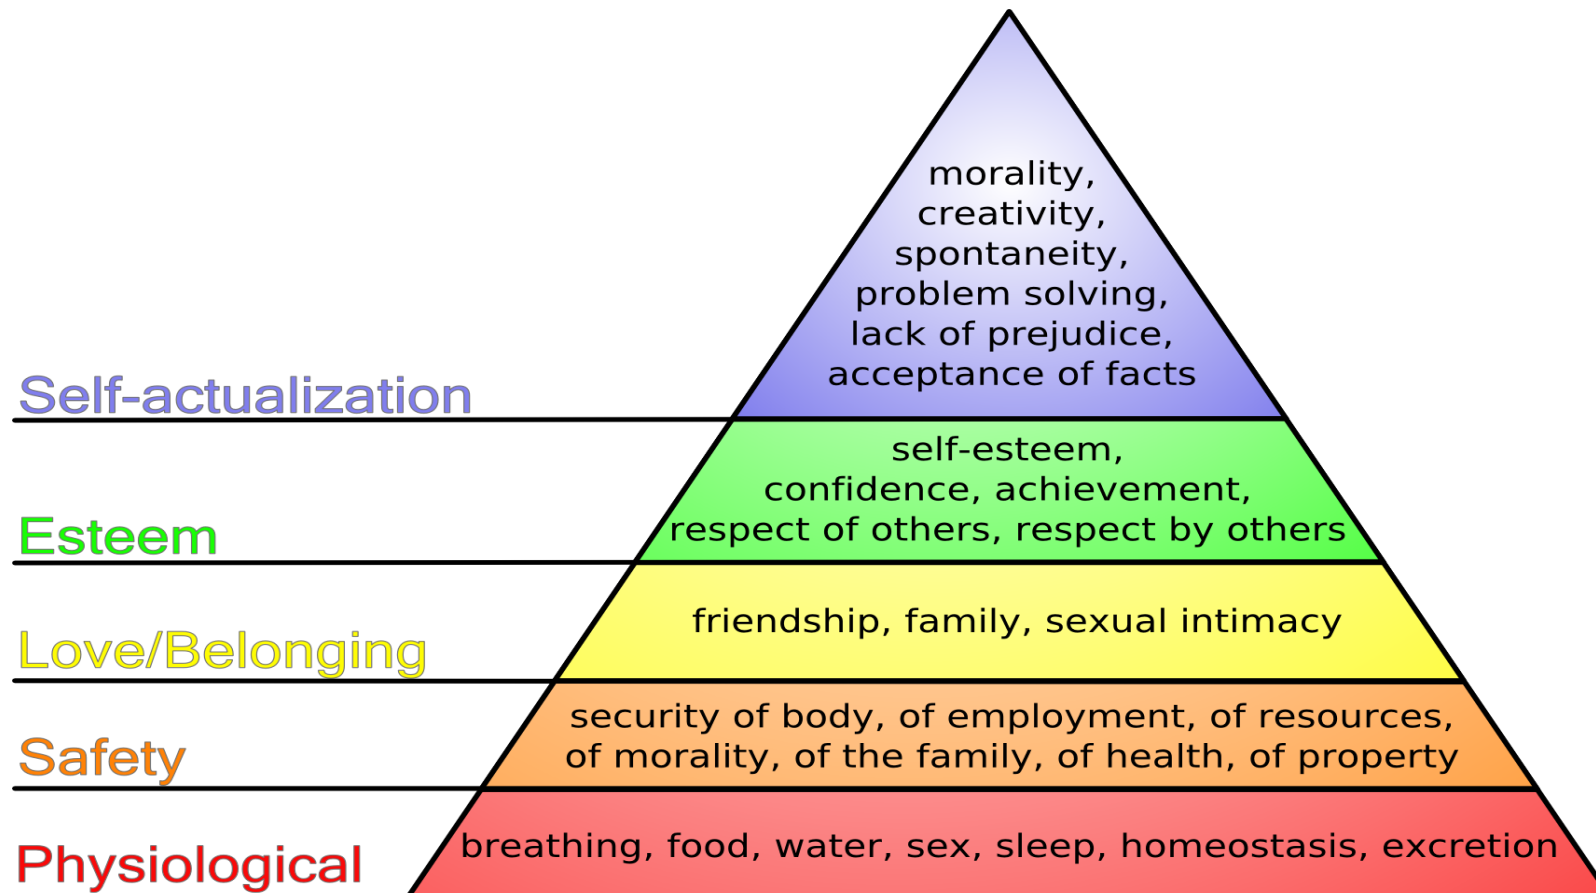 morality,
creativity,
spontaneity,
problem solving,
lack of prejudice,
acceptance of facts
Self-actualization
self-esteem,
confidence, achievement,
respect of others, respect by others
Esteem
friendship, family, sexual intimacy
Love/Belonging
security of body, of employment, of resources,
of morality, of the family, of health, of property
Safety
breathing, food, water, sex, sleep, homeostasis, excretion
Physiological